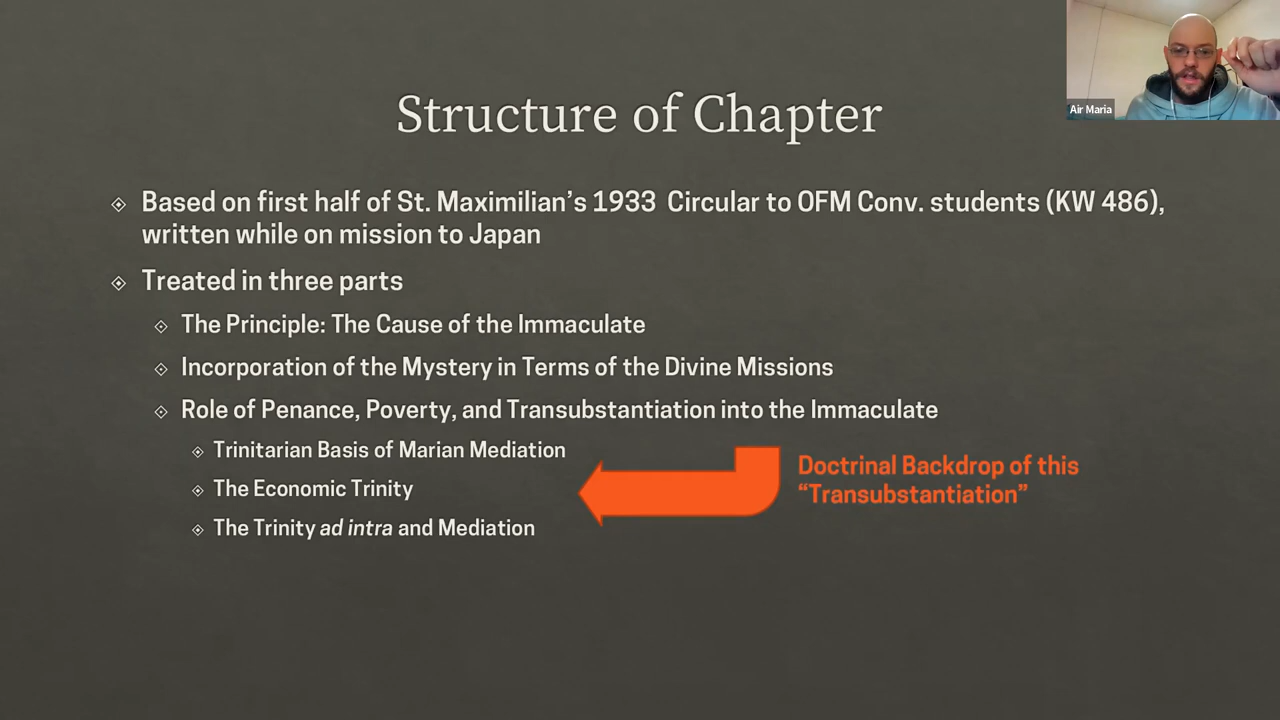 Structure of Chapter
Based on first half of St. Maximilian's 1933 Circular to OFM Conv. students (KW 486),
written while on mission to Japan
Treated in three parts
The Principle: The Cause of the Immaculate
Incorporation of the Mystery in Terms of the Divine Missions
Role of Penance, Poverty, and Transubstantiation into the Immaculate
Trinitarian Basis of Marian Mediation
The Economic Trinity
The Trinity ad intra and Mediation
Doctrinal Backdrop of this
“Transubstantiation”
Air Maria